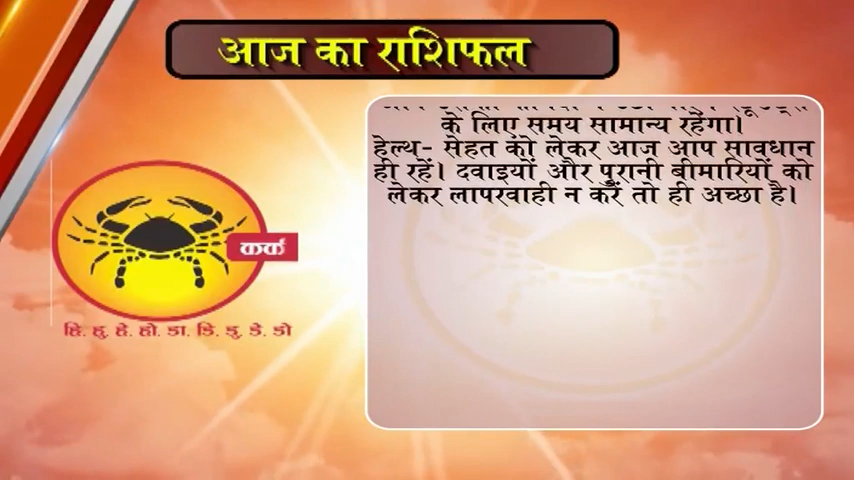 आज का राशिफल
के लिए समय सामान्य रहेगा।
हेल्थ- सेहत को लेकर आज आप सावधान
ही रहें। दवाइयों और पुरानी बीमारियों को
लेकर लापरवाही न करें तो ही अच्छा है।
कर्क
हि. हु. हे. हो. डा. डि. डु. डै. डो